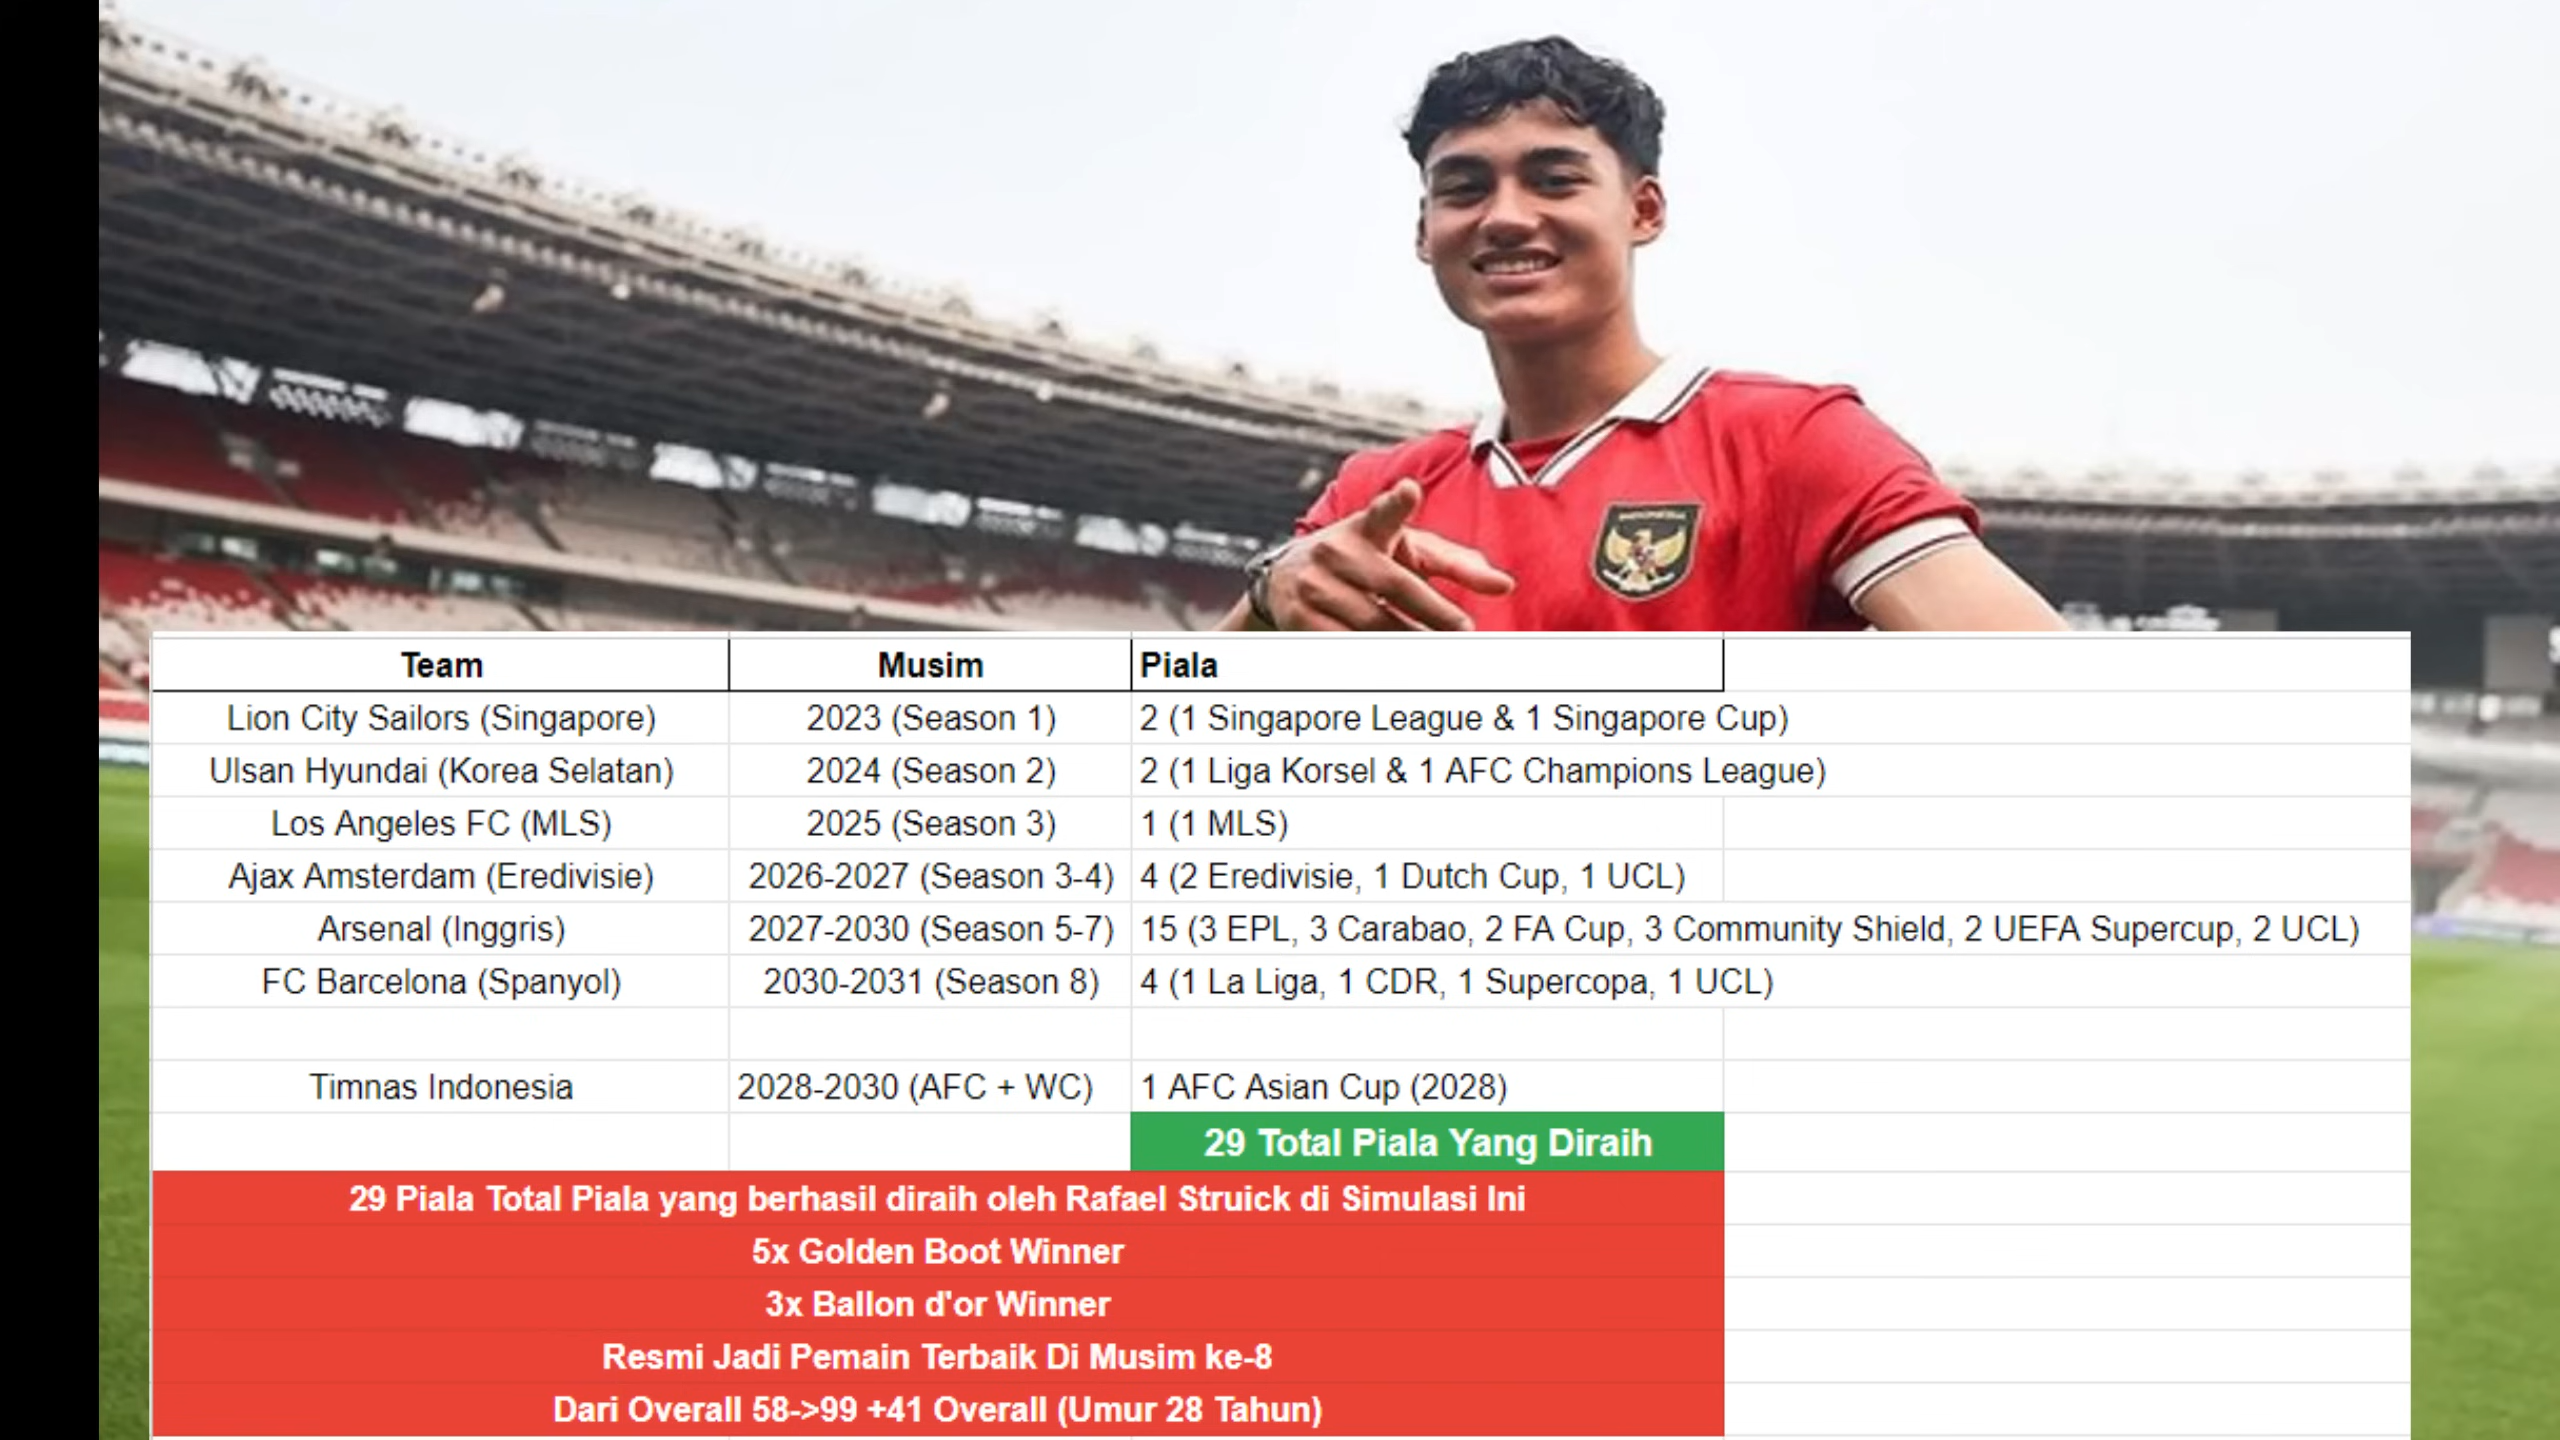 INDONESIA
Team Musim Piala
Lion City Sailors (Singapore) 2023 (Season 1) 2 (1 Singapore League & 1 Singapore Cup)
Ulsan Hyundai (Korea Selatan) 2024 (Season 2) 2 (1 Liga Korsel & 1 AFC Champions League)
Los Angeles FC (MLS) 2025 (Season 3) 1 (1 MLS)
Ajax Amsterdam (Eredivisie) 2026-2027 (Season 3-4) 4 (2 Eredivisie, 1 Dutch Cup, 1 UCL)
Arsenal (Inggris) 2027-2030 (Season 5-7) 15 (3 EPL, 3 Carabao, 2 FA Cup, 3 Community Shield, 2 UEFA Supercup, 2 UCL)
FC Barcelona (Spanyol) 2030-2031 (Season 8) 4 (1 La Liga, 1 CDR, 1 Supercopa, 1 UCL)
Timnas Indonesia 2028-2030 (AFC + WC) 1 AFC Asian Cup (2028)
29 Total Piala Yang Diraih
29 Piala Total Piala yang berhasil diraih oleh Rafael Struick di Simulasi Ini
5x Golden Boot Winner
3x Ballon d'or Winner
Resmi Jadi Pemain Terbaik Di Musim ke-8
Dari Overall 58->99 +41 Overall (Umur 28 Tahun)